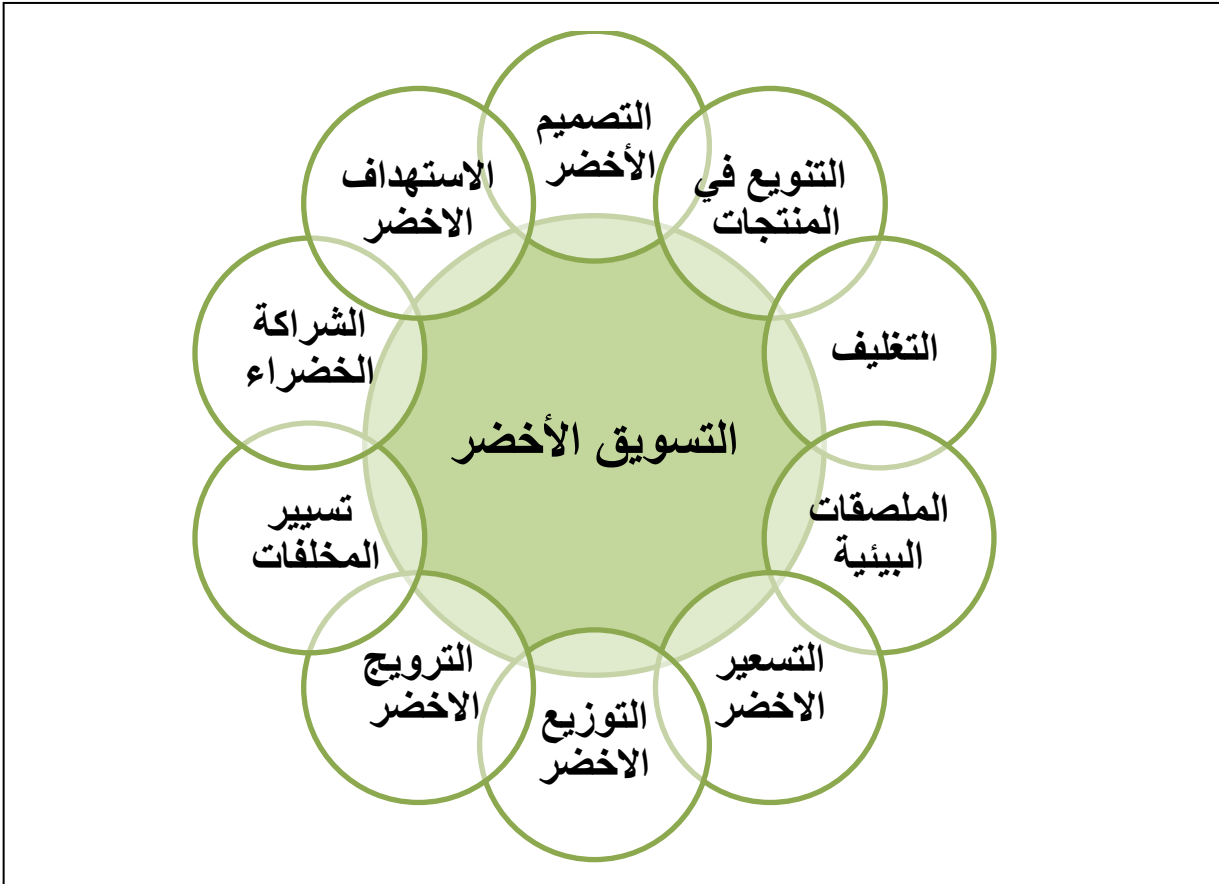 التصميم
الأخضر
التنويع في
المنتجات
التغليف
الملصقات
البيئية
التسعير
الاخضر
التوزيع
الاخضر
الترويج
الاخضر
تسيير
المخلفات
الشراكة
الخضراء
الاستهداف
الاخضر
التسويق الأخضر